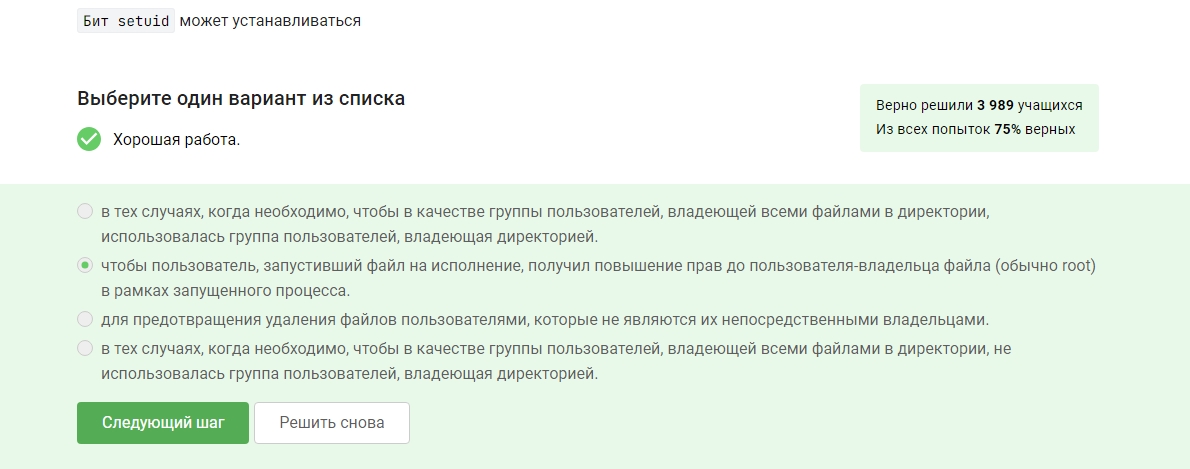 Бит setuid может устанавливаться
Выберите один вариант из списка
Хорошая работа.
Верно решили 3 989 учащихся
Из всех попыток 75% верных
в тех случаях, когда необходимо, чтобы в качестве группы пользователей, владеющей всеми файлами в директории,
использовалась группа пользователей, владеющая директорией.
чтобы пользователь, запустивший файл на исполнение, получил повышение прав до пользователя-владельца файла (обычно root)
в рамках запущенного процесса.
для предотвращения удаления файлов пользователями, которые не являются их непосредственными владельцами.
в тех случаях, когда необходимо, чтобы в качестве группы пользователей, владеющей всеми файлами в директории, не
использовалась группа пользователей, владеющая директорией.
Следующий шаг
Решить снова